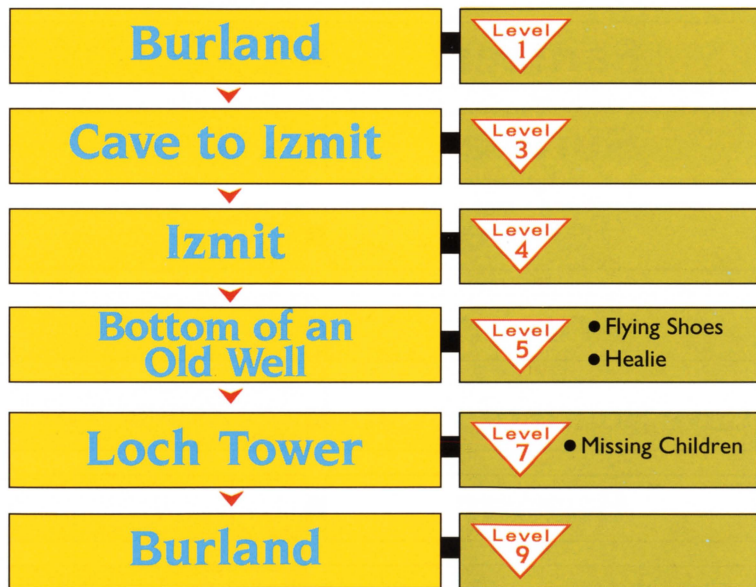 Burland
Level
1
Cave to Izmit
Level
3
Izmit
Level
4
Bottom of an
Old Well
Level
5
● Flying Shoes
● Healie
Loch Tower
Level
7
● Missing Children
Burland
Level
9